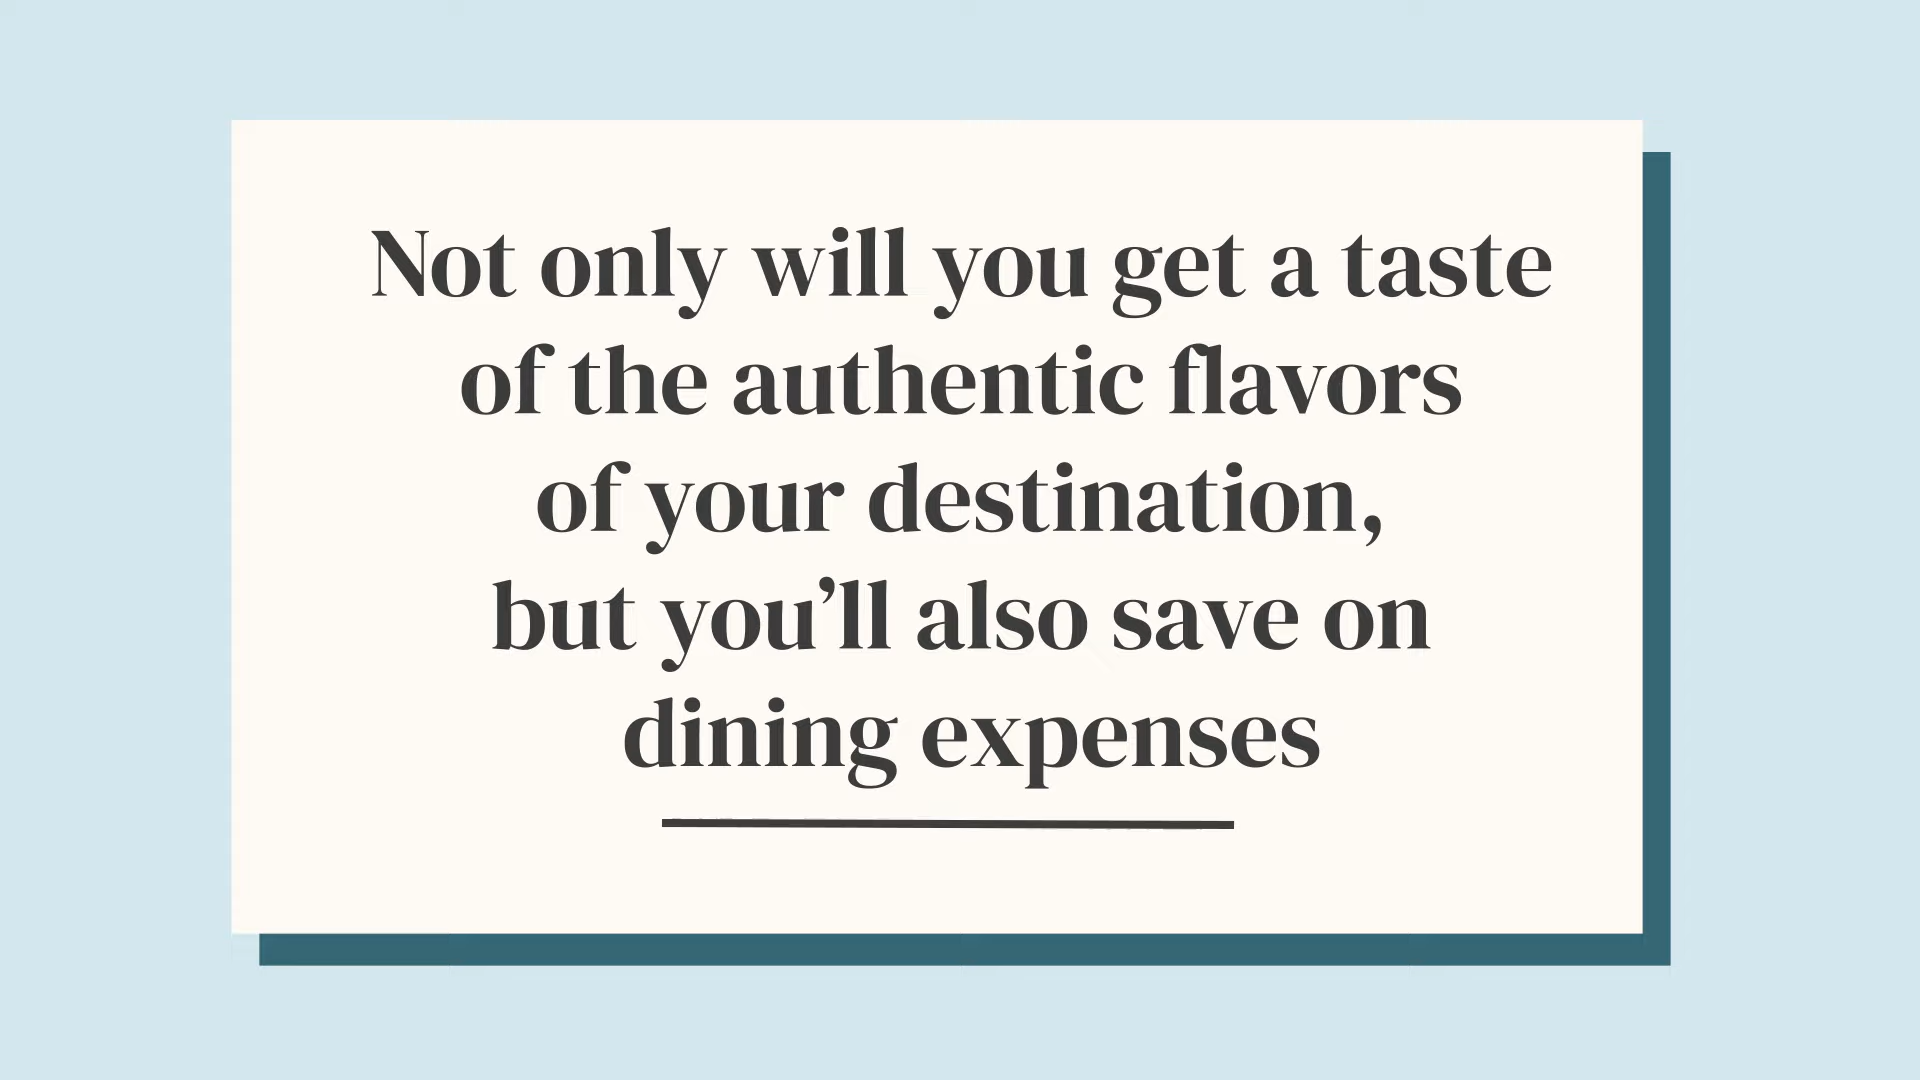 Not only will you get a taste
of the authentic flavors
of your destination,
but you’ll also save on
dining expenses